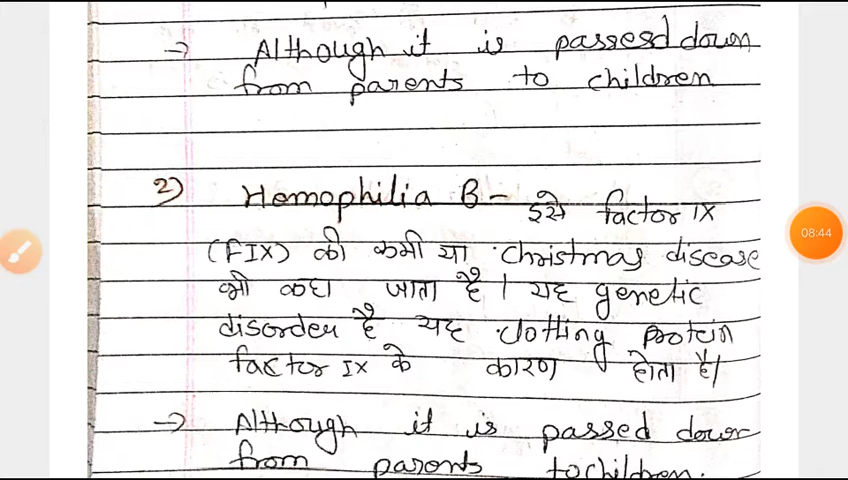 → Although it is passesd down
from parents to children
2) Hemophilia B - इसे factor IX
(FIX) की कमी या Christmas disease
भी कहा जाता है। यह genetic
disorder है यह clotting protein
factor IX के कारण होता है।
→ Although it is passed down
from parents to children.
08:44